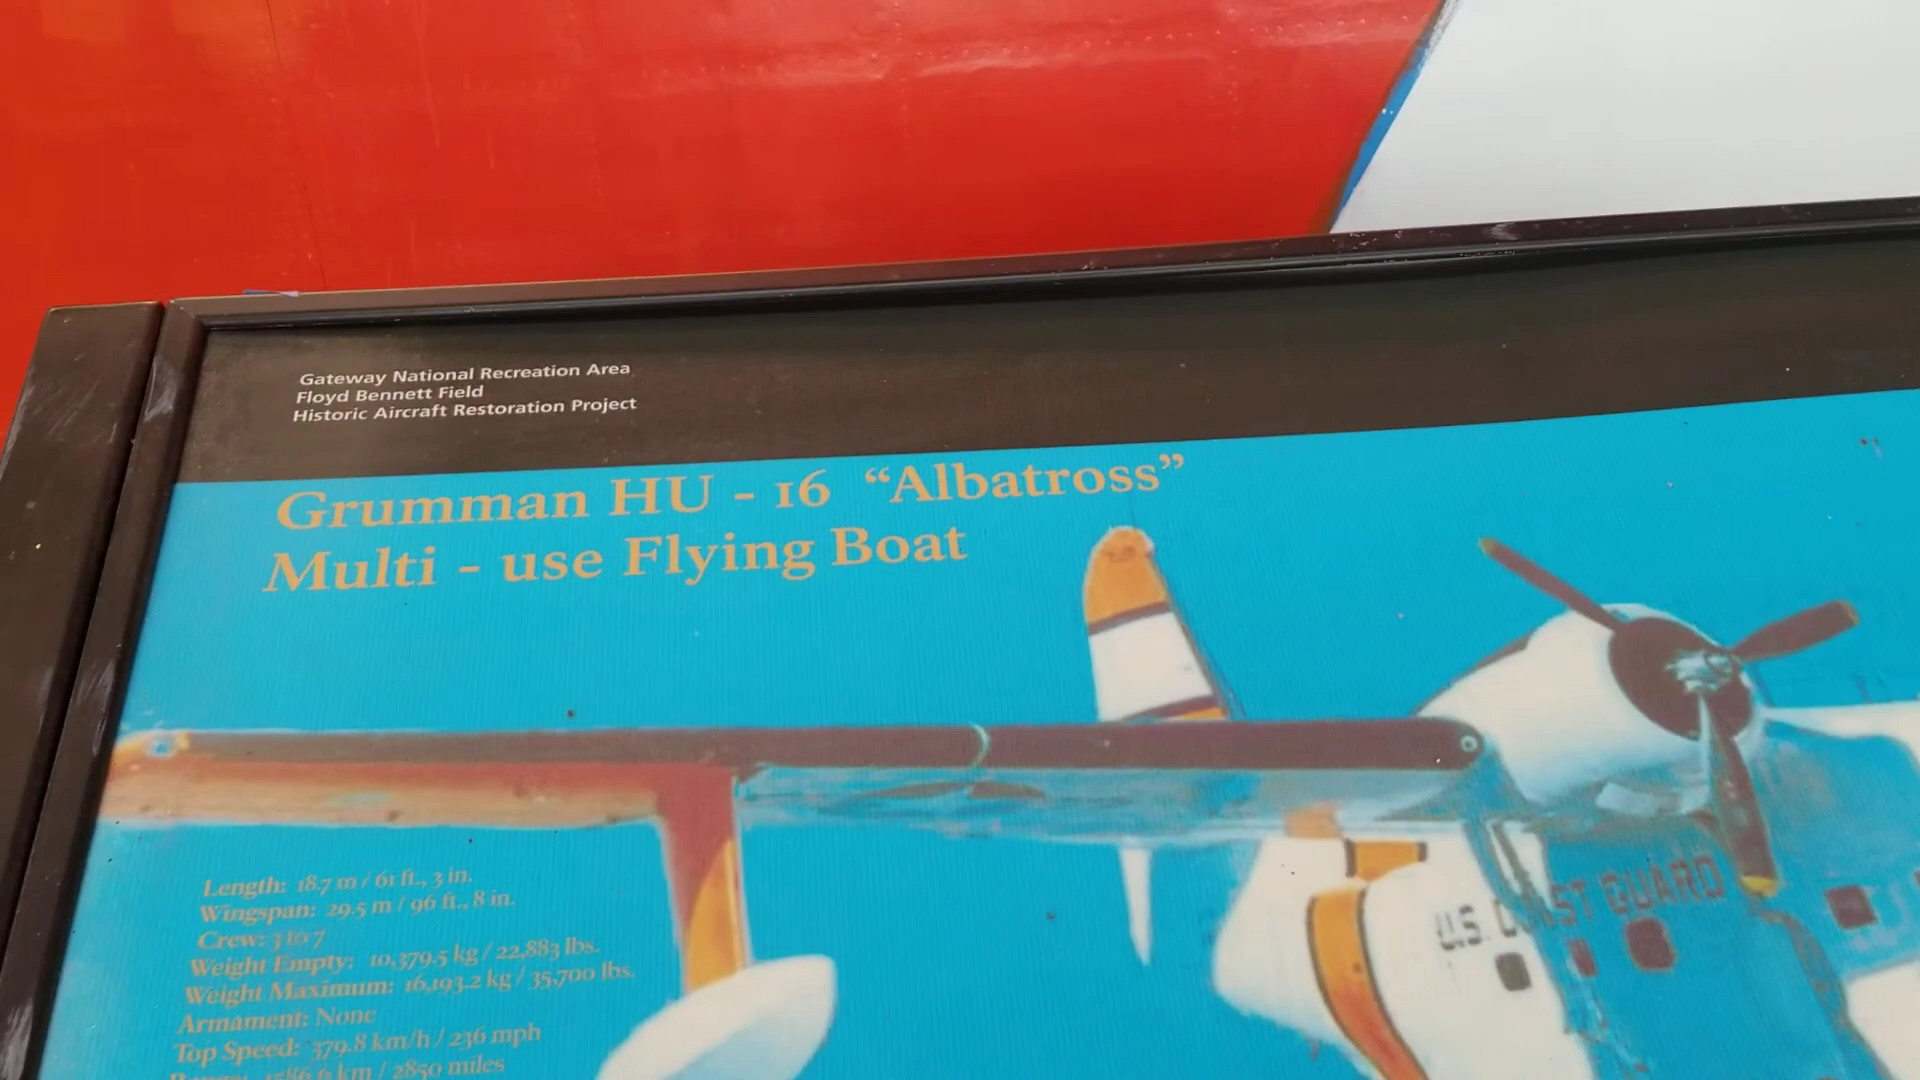 Gateway National Recreation Area
Floyd Bennett Field
Historic Aircraft Restoration Project
Grumman HU - 16 “Albatross”
Multi - use Flying Boat
Length: 18.7 m / 61 ft., 3 in.
Wingspan: 29.5 m / 96 ft., 8 in.
Crew: 3 to 7
Weight Empty: 10,379.5 kg / 22,883 lbs.
Weight Maximum: 16,193.2 kg / 35,700 lbs.
Armament: None
Top Speed: 379.8 km/h / 236 mph
km / 2850 miles
U.S. COAST GUARD